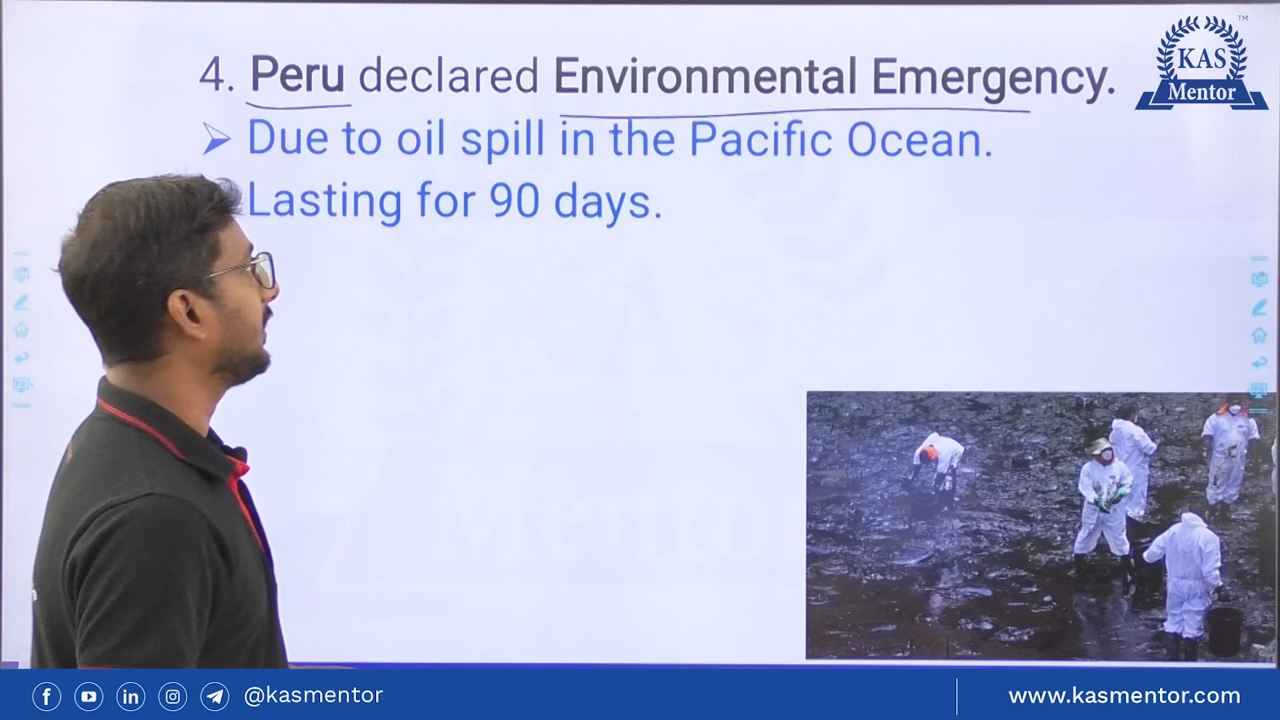 4. Peru declared Environmental Emergency.
Due to oil spill in the Pacific Ocean.
Lasting for 90 days.
KAS
Mentor
TM
Mentor
@kasmentor
www.kasmentor.com